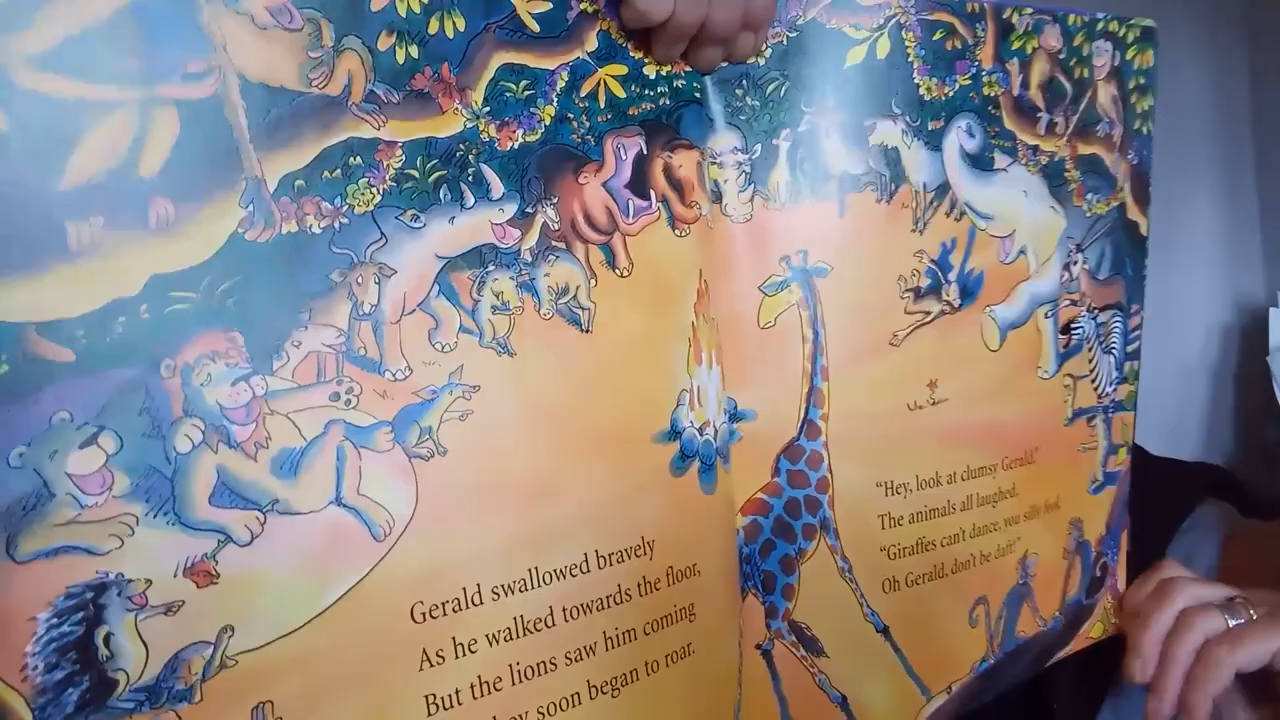 Gerald swallowed bravely
As he walked towards the floor,
But the lions saw him coming
soon began to roar.
"Hey, look at clumsy Gerald,"
The animals all laughed,
"Giraffes can't dance, you silly fool,
Oh Gerald, don't be daft!"